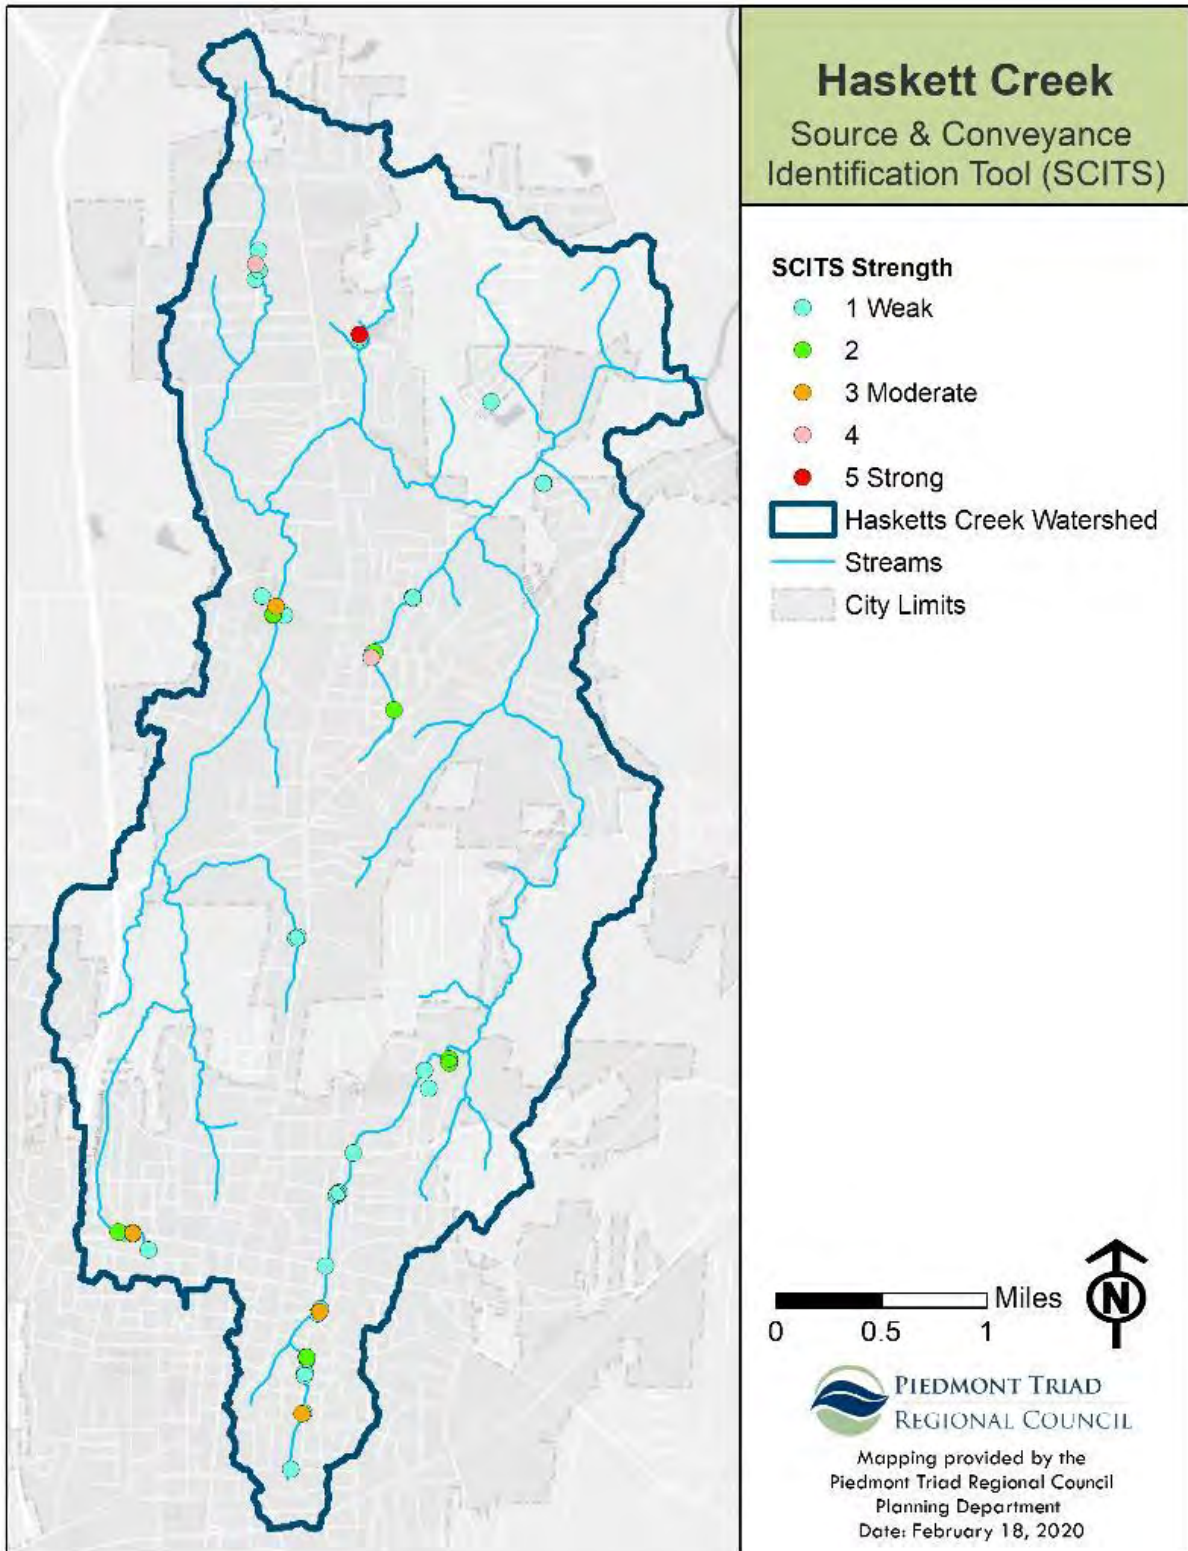 Haskett Creek
Source & Conveyance
Identification Tool (SCITS)
SCITS Strength
1 Weak
2
3 Moderate
4
5 Strong
Hasketts Creek Watershed
Streams
City Limits
Miles
0 0.5 1
N
PIEDMONT TRIAD
REGIONAL COUNCIL
Mapping provided by the
Piedmont Triad Regional Council
Planning Department
Date: February 18, 2020